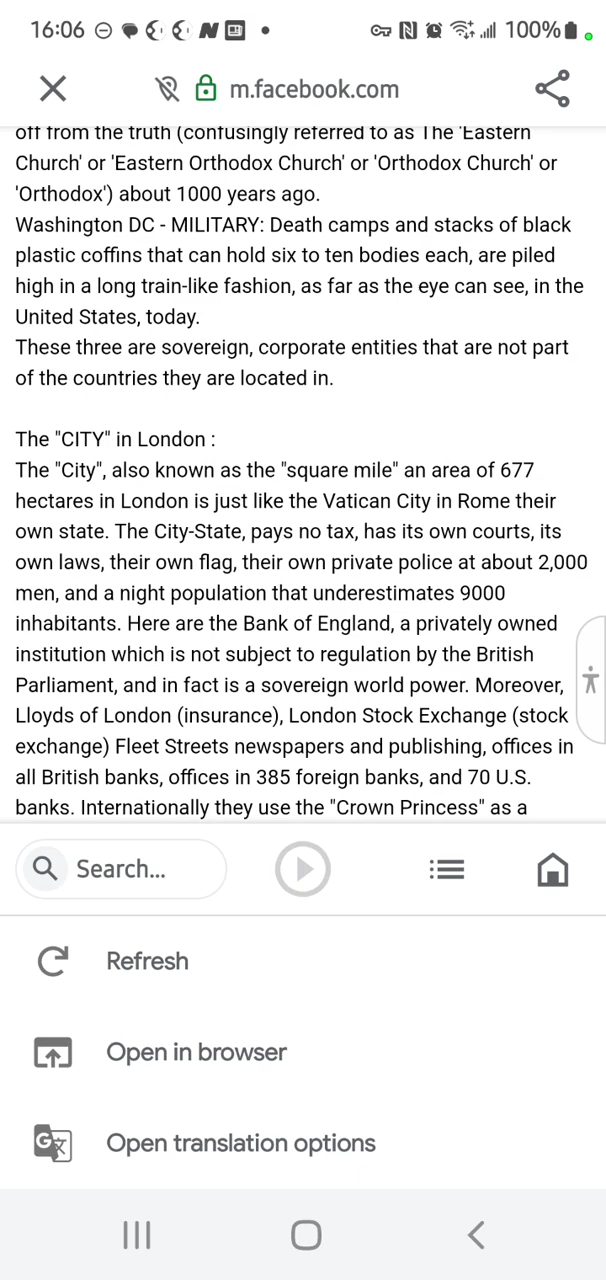 16:06
100%
m.facebook.com
off from the truth (confusingly referred to as The 'Eastern
Church' or 'Eastern Orthodox Church' or 'Orthodox Church' or
'Orthodox') about 1000 years ago.
Washington DC - MILITARY: Death camps and stacks of black
plastic coffins that can hold six to ten bodies each, are piled
high in a long train-like fashion, as far as the eye can see, in the
United States, today.
These three are sovereign, corporate entities that are not part
of the countries they are located in.
The "CITY" in London :
The "City", also known as the "square mile" an area of 677
hectares in London is just like the Vatican City in Rome their
own state. The City-State, pays no tax, has its own courts, its
own laws, their own flag, their own private police at about 2,000
men, and a night population that underestimates 9000
inhabitants. Here are the Bank of England, a privately owned
institution which is not subject to regulation by the British
Parliament, and in fact is a sovereign world power. Moreover,
Lloyds of London (insurance), London Stock Exchange (stock
exchange) Fleet Streets newspapers and publishing, offices in
all British banks, offices in 385 foreign banks, and 70 U.S.
banks. Internationally they use the "Crown Princess" as a
Search...
Refresh
Open in browser
Open translation options